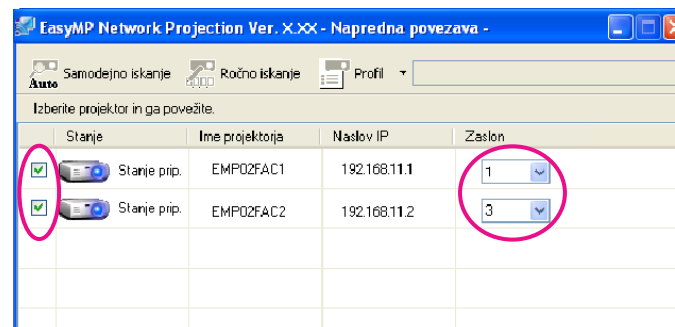 EasyMP Network Projection Ver. X.XX - Napredna povezava -
Auto Samodejno iskanje Ročno iskanje Profil
Izberite projektor in ga povežite.
Stanje Ime projektorja Naslov IP Zaslon
Stanje prip. EMP02FAC1 192.168.11.1 1
Stanje prip. EMP02FAC2 192.168.11.2 3